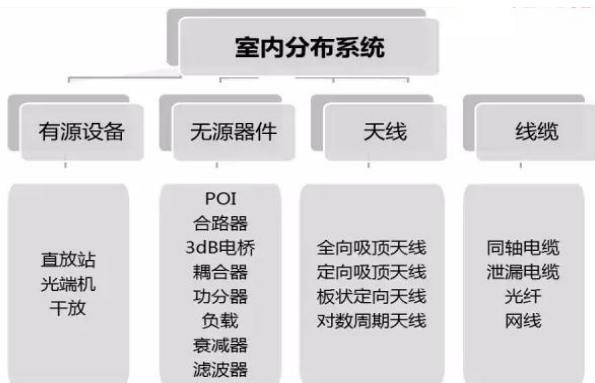 室内分布系统
有源设备
无源器件
天线
线缆
直放站
光端机
干放
POI
合路器
3dB电桥
耦合器
功分器
负载
衰减器
滤波器
全向吸顶天线
定向吸顶天线
板状定向天线
对数周期天线
同轴电缆
泄漏电缆
光纤
网线